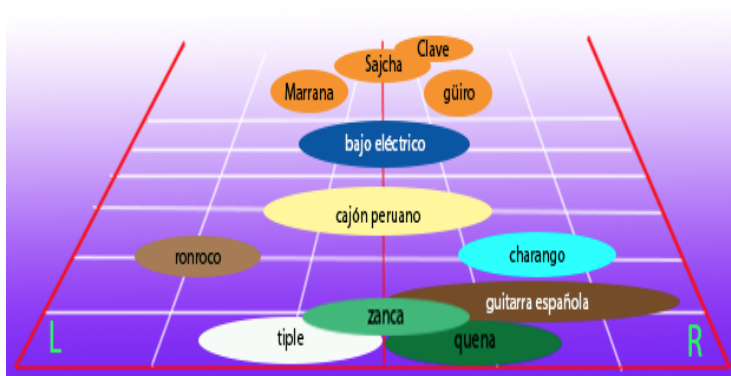 Clave
Sajcha
Marrana
güiro
bajo eléctrico
cajón peruano
ronroco
charango
guitarra española
zanca
tiple
quena
L
R